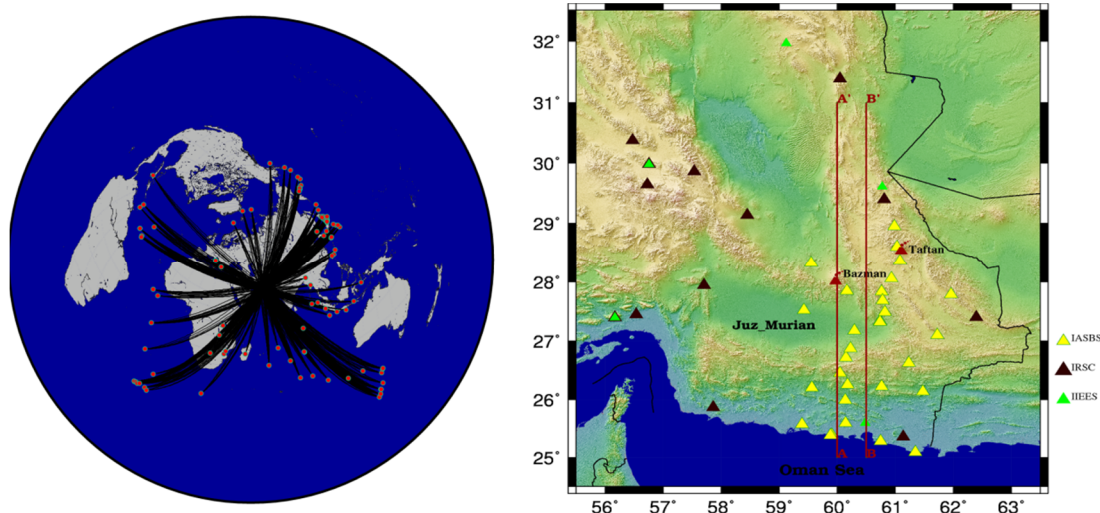 32°
31°
A' B'
30°
29°
Taftan
28°
Bazman
Juz_Murian
27°
IASBS
IRSC
IIEES
26°
25°
A B
Oman Sea
56° 57° 58° 59° 60° 61° 62° 63°